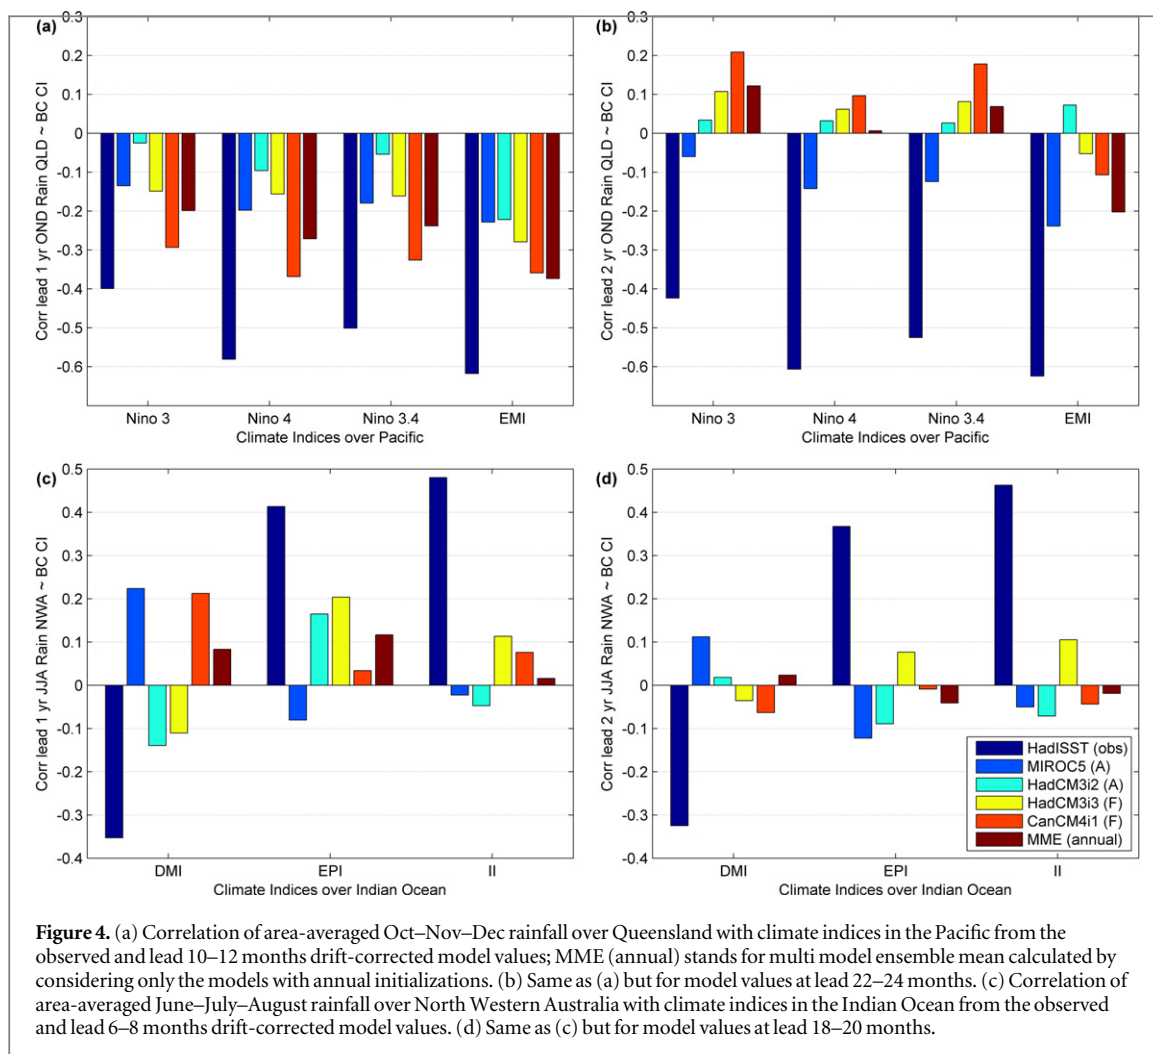 (a)
0.3
0.2
0.1
0
-0.1
-0.2
-0.3
-0.4
-0.5
-0.6
Corr lead 1 yr OND Rain QLD ~ BC CI
Nino 3 Nino 4 Nino 3.4 EMI
Climate Indices over Pacific
(b)
0.3
0.2
0.1
0
-0.1
-0.2
-0.3
-0.4
-0.5
-0.6
Corr lead 2 yr OND Rain QLD ~ BC CI
Nino 3 Nino 4 Nino 3.4 EMI
Climate Indices over Pacific
(c)
0.5
0.4
0.3
0.2
0.1
0
-0.1
-0.2
-0.3
-0.4
Corr lead 1 yr JJA Rain NWA ~ BC CI
DMI EPI II
Climate Indices over Indian Ocean
(d)
0.5
0.4
0.3
0.2
0.1
0
-0.1
-0.2
-0.3
-0.4
Corr lead 2 yr JJA Rain NWA ~ BC CI
HadISST (obs)
MIROC5 (A)
HadCM3i2 (A)
HadCM3i3 (F)
CanCM4i1 (F)
MME (annual)
DMI EPI II
Climate Indices over Indian Ocean
Figure 4. (a) Correlation of area-averaged Oct–Nov–Dec rainfall over Queensland with climate indices in the Pacific from the
observed and lead 10–12 months drift-corrected model values; MME (annual) stands for multi model ensemble mean calculated by
considering only the models with annual initializations. (b) Same as (a) but for model values at lead 22–24 months. (c) Correlation of
area-averaged June–July–August rainfall over North Western Australia with climate indices in the Indian Ocean from the observed
and lead 6–8 months drift-corrected model values. (d) Same as (c) but for model values at lead 18–20 months.